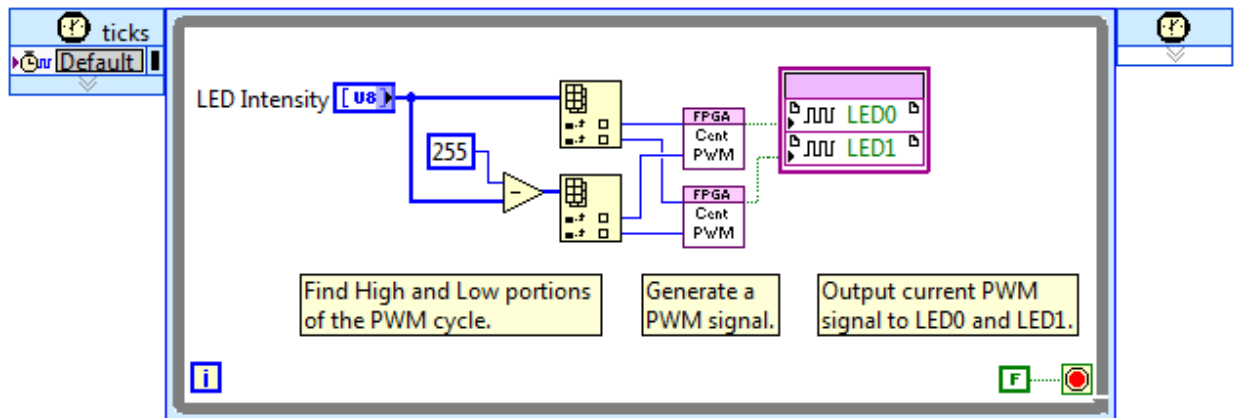 ticks
Default
LED Intensity
U8
255
-
FPGA
Cent
PWM
FPGA
Cent
PWM
LED0
LED1
Find High and Low portions
of the PWM cycle.
Generate a
PWM signal.
Output current PWM
signal to LED0 and LED1.
i
F